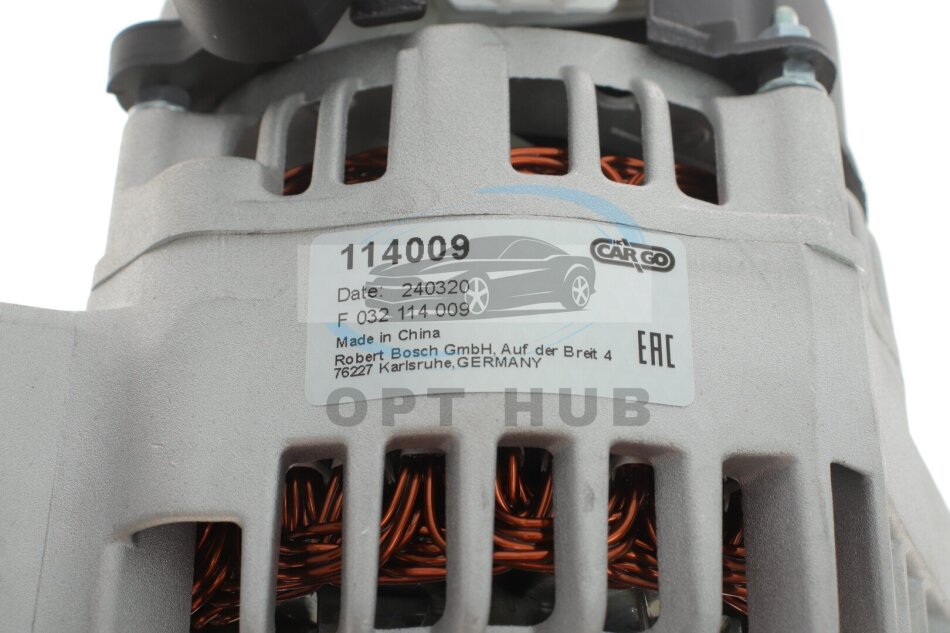 114009
CARGO
Date: 240320
F 032 114 009
Made in China
Robert Bosch GmbH, Auf der Breit 4
76227 Karlsruhe, GERMANY
EAC
OPT HUB